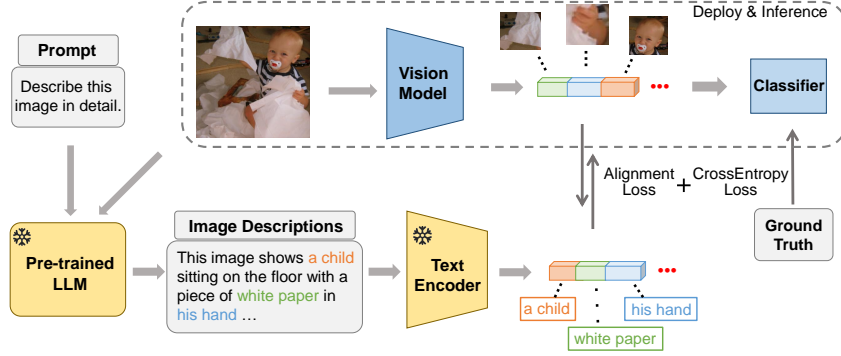 Deploy & Inference
Prompt
Describe this
image in detail.
Vision
Model
Classifier
Alignment
Loss
+
CrossEntropy
Loss
Ground
Truth
Pre-trained
LLM
Image Descriptions
This image shows a child
sitting on the floor with a
piece of white paper in
his hand ...
Text
Encoder
a child
his hand
white paper